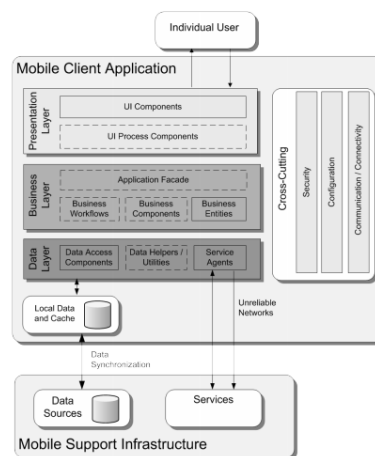 Individual User
Mobile Client Application
Presentation
Layer
UI Components
UI Process Components
Business
Layer
Application Facade
Business
Workflows
Business
Components
Business
Entities
Data
Layer
Data Access
Components
Data Helpers /
Utilities
Service
Agents
Cross-Cutting
Security
Configuration
Communication / Connectivity
Local Data
and Cache
Unreliable
Networks
Data
Synchronization
Data
Sources
Services
Mobile Support Infrastructure